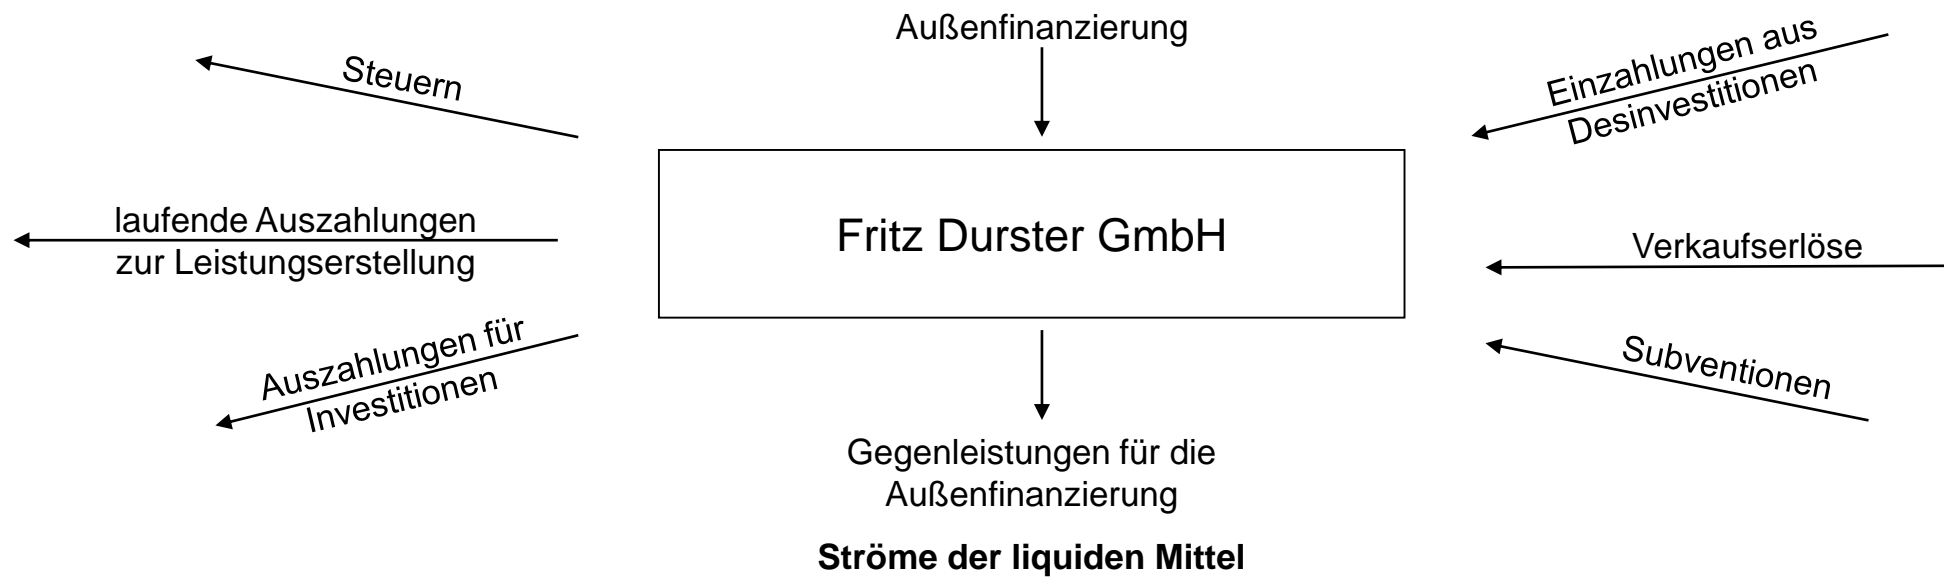 Außenfinanzierung
Steuern
Einzahlungen aus
Desinvestitionen
laufende Auszahlungen
zur Leistungserstellung
Fritz Durster GmbH
Verkaufserlöse
Auszahlungen für
Investitionen
Subventionen
Gegenleistungen für die
Außenfinanzierung
Ströme der liquiden Mittel